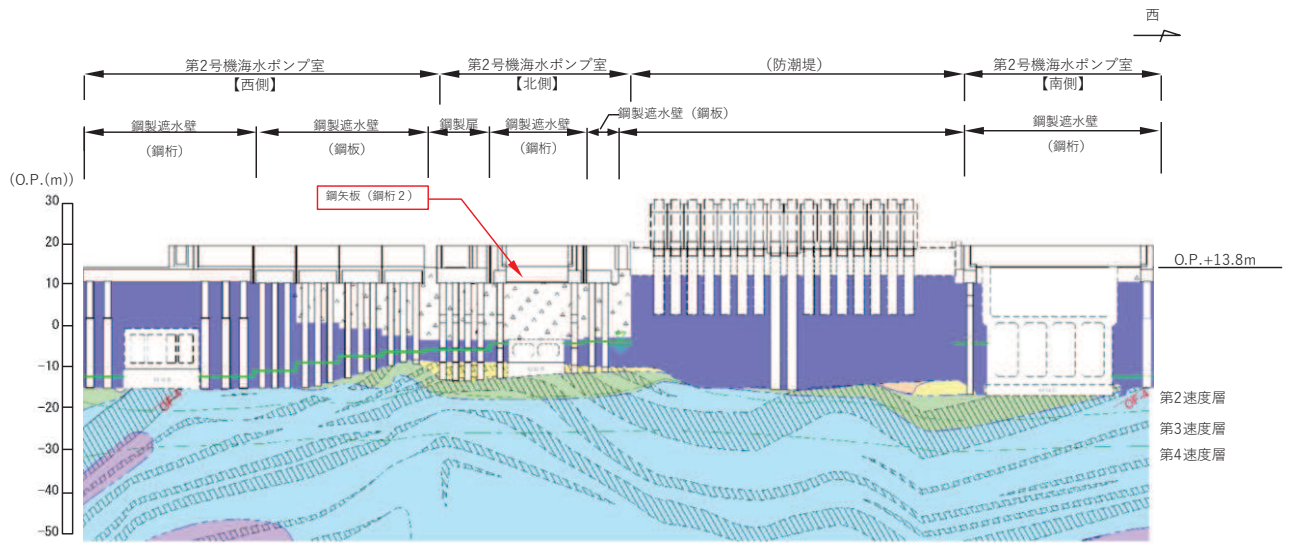 西
第2号機海水ポンプ室
【西側】
第2号機海水ポンプ室
【北側】
(防潮堤)
第2号機海水ポンプ室
【南側】
鋼製遮水壁
(鋼桁)
鋼製遮水壁
(鋼板)
鋼製扉
鋼製遮水壁
(鋼桁)
鋼製遮水壁(鋼板)
鋼製遮水壁
(鋼桁)
(O.P.(m))
鋼矢板(鋼桁2)
30
20
10
0
-10
-20
-30
-40
-50
O.P.+13.8m
OF-4
OF-4
第2速度層
第3速度層
第4速度層